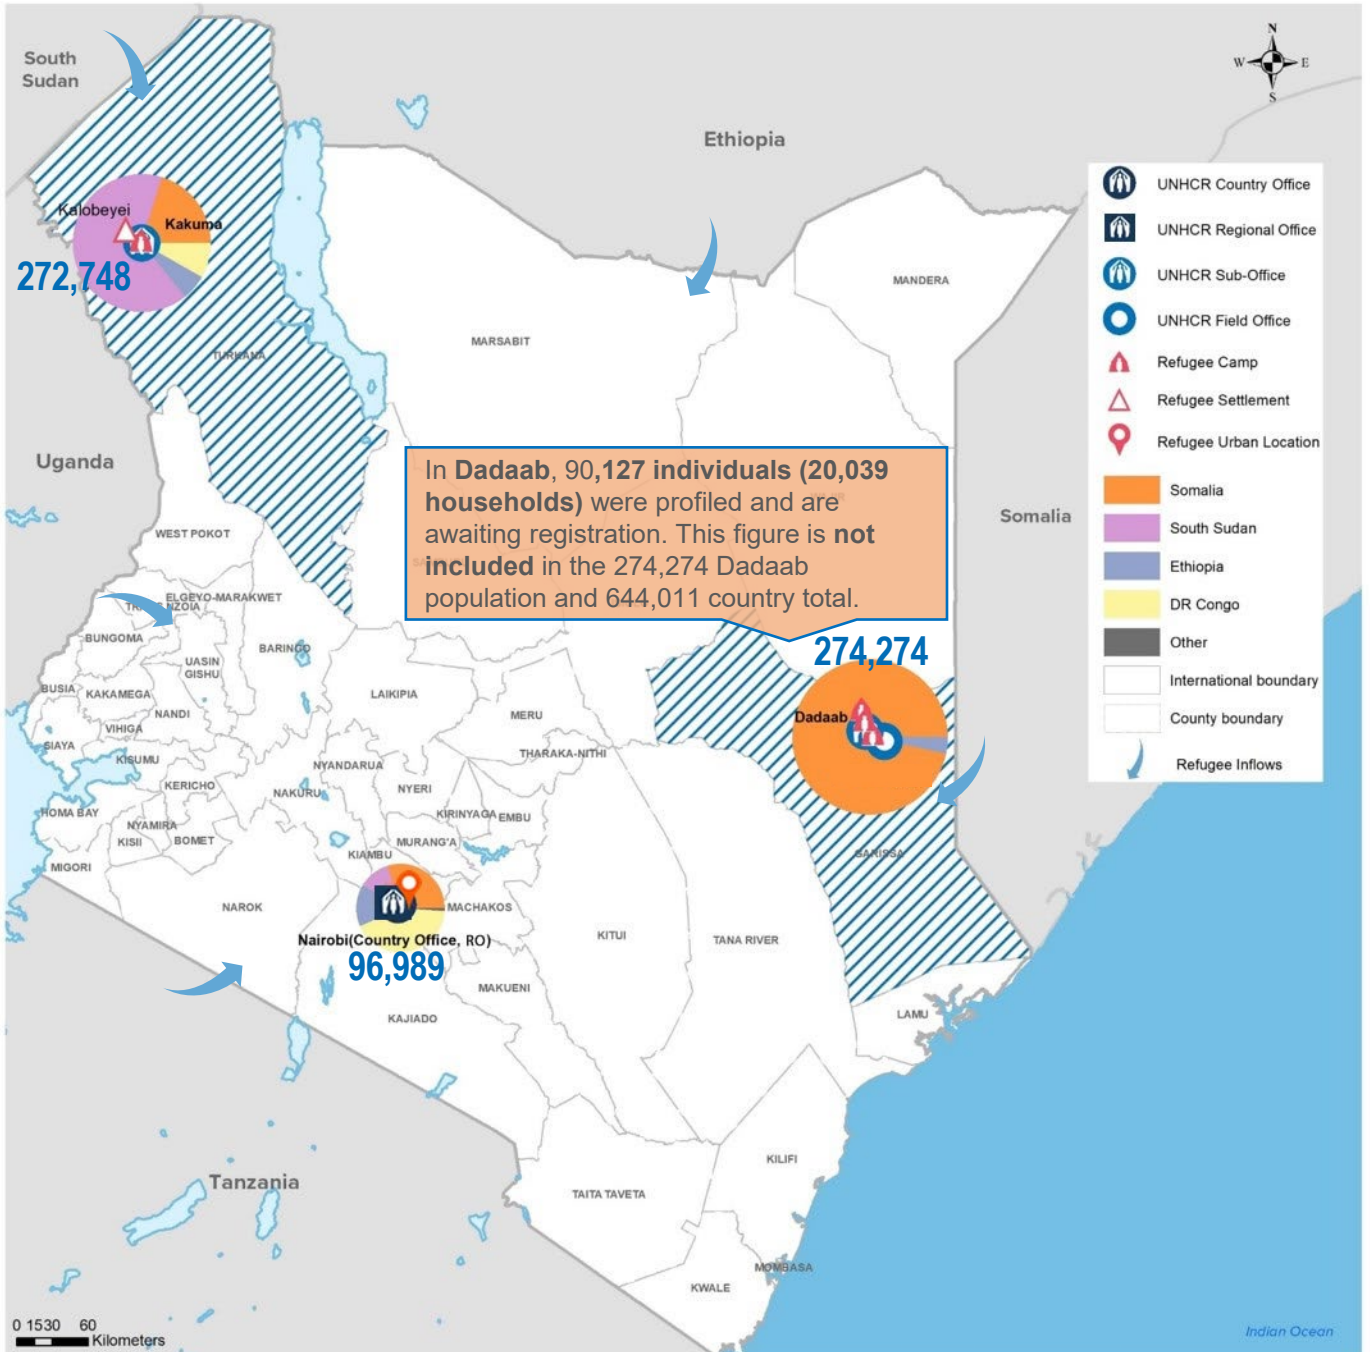 South
Sudan
N
W E
S
Ethiopia
Kalobeyei
Kakuma
272,748
MANDERA
MARSABIT
TURKANA
Uganda
Somalia
UNHCR Country Office
UNHCR Regional Office
UNHCR Sub-Office
UNHCR Field Office
Refugee Camp
Refugee Settlement
Refugee Urban Location
Somalia
South Sudan
Ethiopia
DR Congo
Other
International boundary
County boundary
Refugee Inflows
In Dadaab, 90,127 individuals (20,039
households) were profiled and are
awaiting registration. This figure is not
included in the 274,274 Dadaab
population and 644,011 country total.
WEST POKOT
ELGEYO-MARAKWET
NZOIA
BUNGOMA
BARINGO
UASIN
GISHU
BUSIA
KAKAMEGA
LAIKIPIA
NANDI
VIHIGA
MERU
SIAYA
KISUMU
THARAKA-NITHI
NYANDARUA
KERICHO
NAKURU
NYERI
HOMA BAY
KIRINYAGA
EMBU
NYAMIRA
KISII
BOMET
MURANG'A
KIAMBU
MIGORI
274,274
Dadaab
GARISSA
NAROK
MACHAKOS
Nairobi(Country Office, RO)
96,989
KITUI
TANA RIVER
MAKUENI
KAJIADO
LAMU
KILIFI
Tanzania
TAITA TAVETA
MOMBASA
KWALE
0 1530 60
Kilometers
Indian Ocean